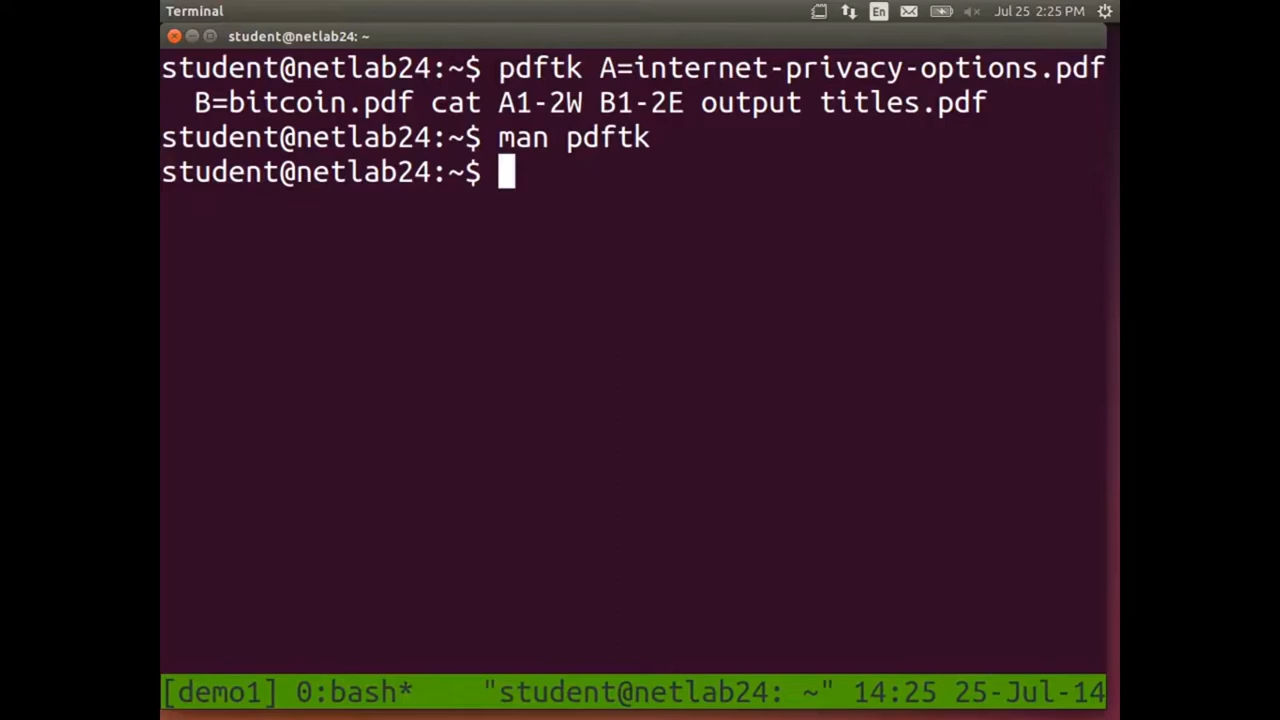 Terminal
En
Jul 25 2:25 PM
student@netlab24: ~
student@netlab24:~$ pdftk A=internet-privacy-options.pdf
B=bitcoin.pdf cat A1-2W B1-2E output titles.pdf
student@netlab24:~$ man pdftk
student@netlab24:~$
[demo1] 0:bash* "student@netlab24: ~" 14:25 25-Jul-14